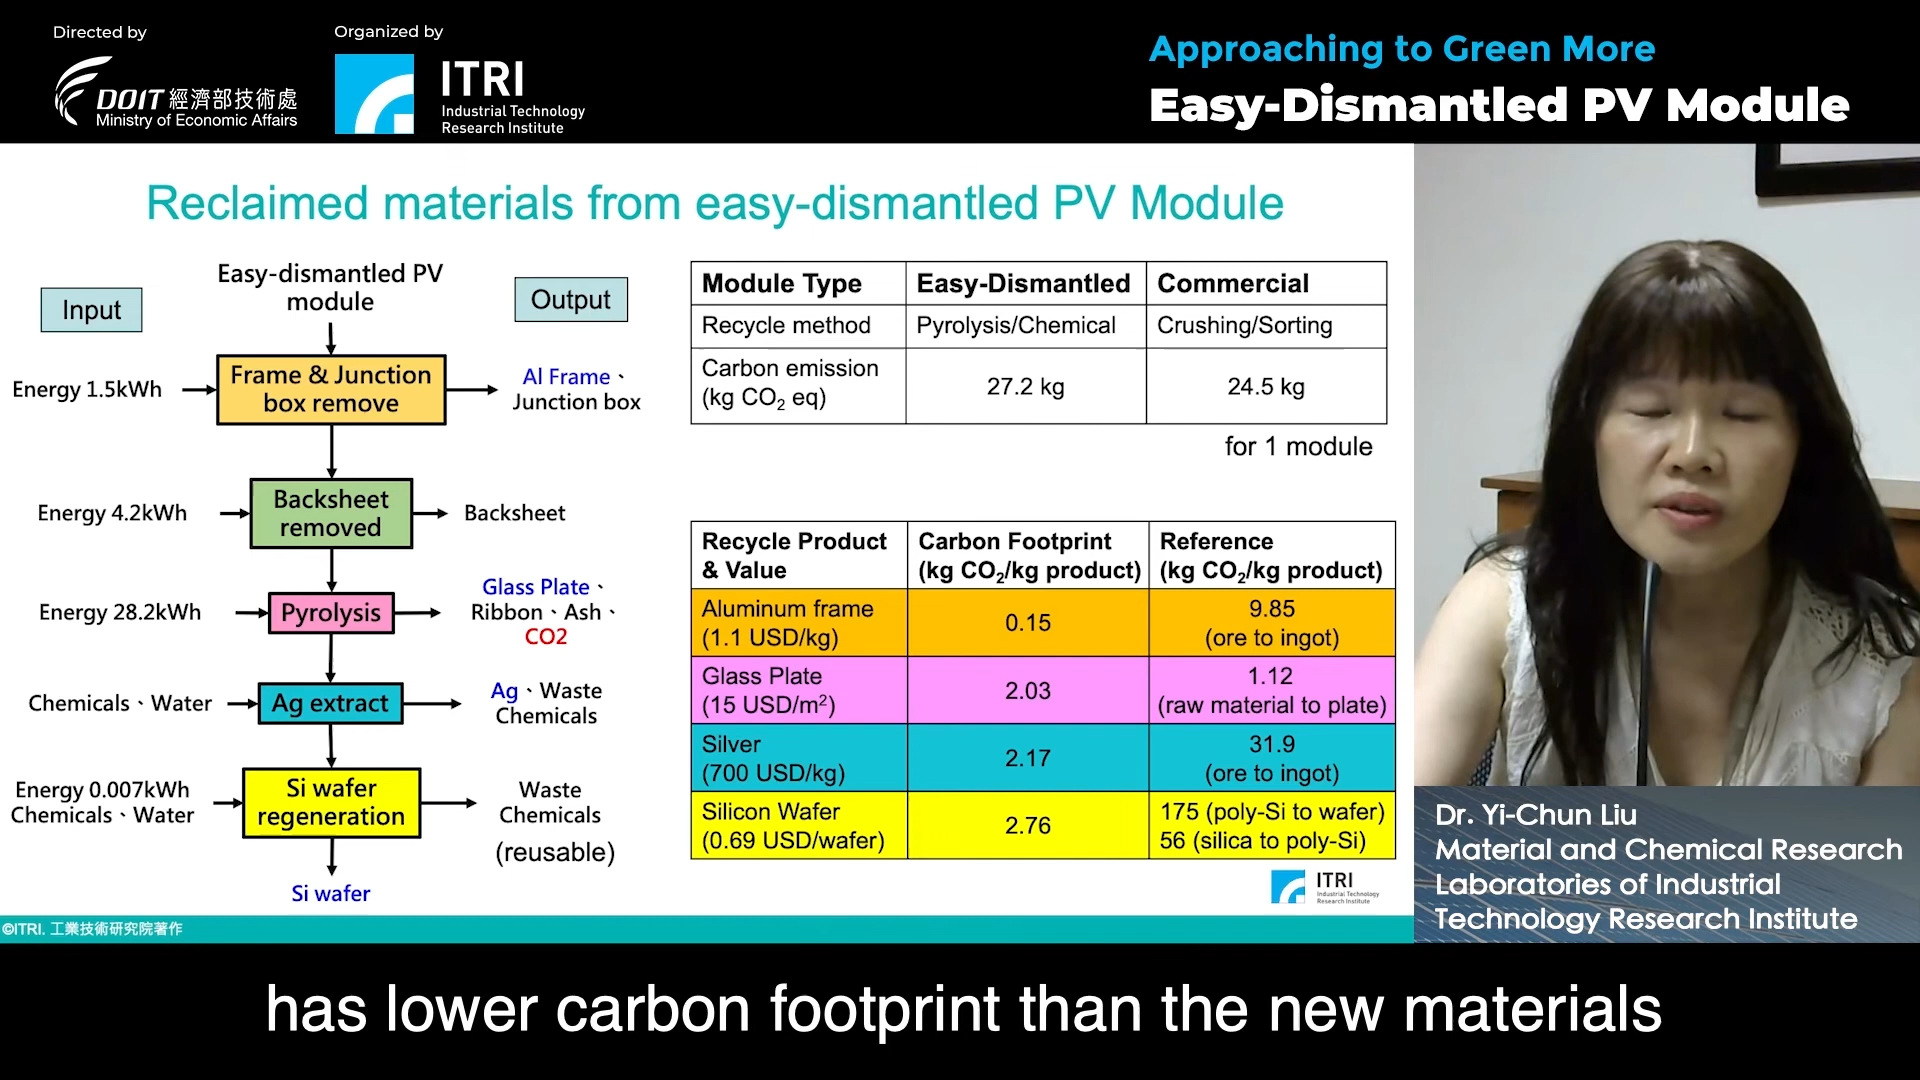 Directed by
DOIT 經濟部技術處
Ministry of Economic Affairs
Organized by
ITRI
Industrial Technology
Research Institute
Approaching to Green More
Easy-Dismantled PV Module
Reclaimed materials from easy-dismantled PV Module
Input
Easy-dismantled PV
module
Output
Energy 1.5kWh
Frame & Junction
box remove
Al Frame、
Junction box
Energy 4.2kWh
Backsheet
removed
Backsheet
Energy 28.2kWh
Pyrolysis
Glass Plate、
Ribbon、Ash、
CO2
Chemicals、Water
Ag extract
Ag、Waste
Chemicals
Energy 0.007kWh
Chemicals、Water
Si wafer
regeneration
Waste
Chemicals
(reusable)
Si wafer
Module Type Easy-Dismantled Commercial
Recycle method Pyrolysis/Chemical Crushing/Sorting
Carbon emission
(kg CO₂ eq)
27.2 kg
24.5 kg
for 1 module
Recycle Product
& Value
Carbon Footprint
(kg CO₂/kg product)
Reference
(kg CO₂/kg product)
Aluminum frame
(1.1 USD/kg)
0.15
9.85
(ore to ingot)
Glass Plate
(15 USD/m²)
2.03
1.12
(raw material to plate)
Silver
(700 USD/kg)
2.17
31.9
(ore to ingot)
Silicon Wafer
(0.69 USD/wafer)
2.76
175 (poly-Si to wafer)
56 (silica to poly-Si)
ITRI
Industrial Technology
Research Institute
©ITRI. 工業技術研究院著作
Dr. Yi-Chun Liu
Material and Chemical Research
Laboratories of Industrial
Technology Research Institute
has lower carbon footprint than the new materials